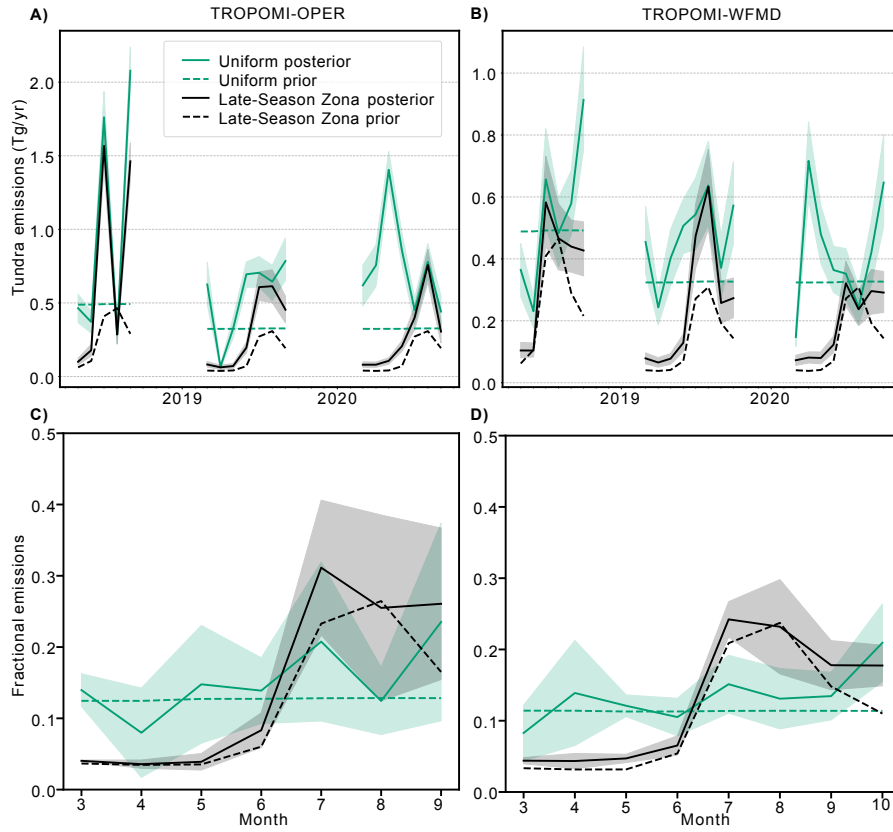 A)
TROPOMI-OPER
B)
TROPOMI-WFMD
Uniform posterior
Uniform prior
Late-Season Zona posterior
Late-Season Zona prior
Tundra emissions (Tg/yr)
2.0
1.5
1.0
0.5
0.0
2019
2020
1.0
0.8
0.6
0.4
0.2
0.0
2019
2020
C)
D)
Fractional emissions
0.5
0.4
0.3
0.2
0.1
0.0
3 4 5 6 7 8 9
Month
0.5
0.4
0.3
0.2
0.1
0.0
3 4 5 6 7 8 9 10
Month